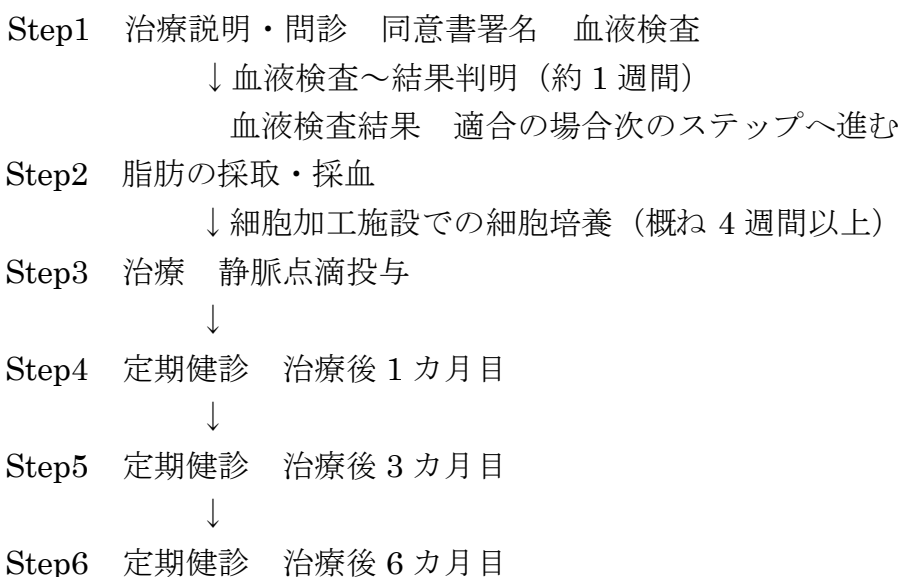 Step1　治療説明・問診　同意書署名　血液検査
↓血液検査～結果判明（約 1 週間）
血液検査結果　適合の場合次のステップへ進む
Step2　脂肪の採取・採血
↓細胞加工施設での細胞培養（概ね 4 週間以上）
Step3　治療　静脈点滴投与
↓
Step4　定期健診　治療後 1 カ月目
↓
Step5　定期健診　治療後 3 カ月目
↓
Step6　定期健診　治療後 6 カ月目